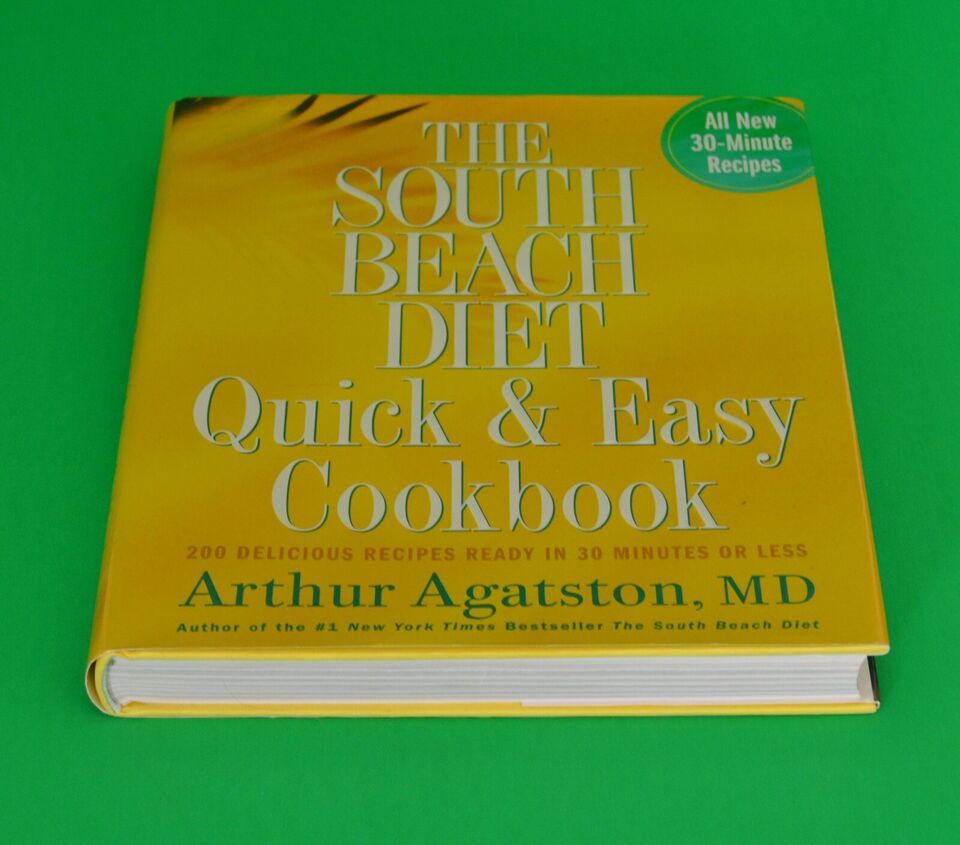 All New
30-Minute
Recipes
THE
SOUTH
BEACH
DIET
Quick & Easy
Cookbook
200 DELICIOUS RECIPES READY IN 30 MINUTES OR LESS
Arthur Agatston, MD
Author of the #1 New York Times Bestseller The South Beach Diet